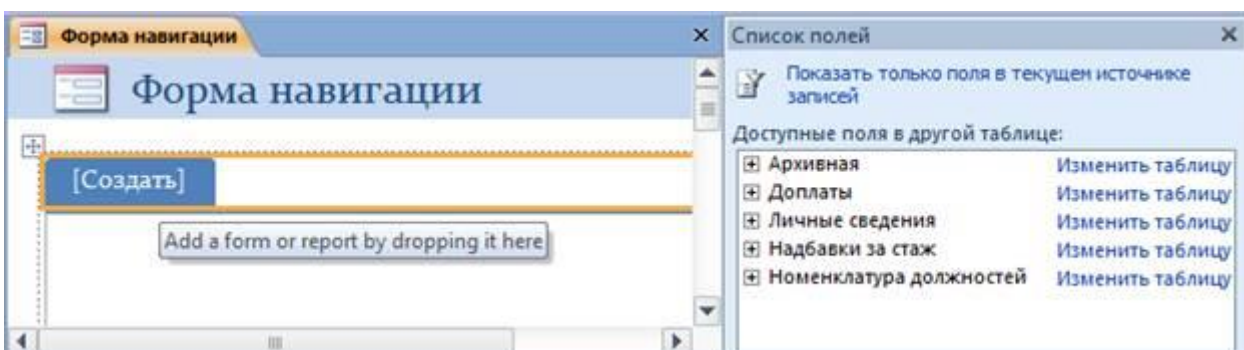 Форма навигации
Форма навигации
[Создать]
Add a form or report by dropping it here
Список полей
Показать только поля в текущем источнике
записей
Доступные поля в другой таблице:
Архивная Изменить таблицу
Доплаты Изменить таблицу
Личные сведения Изменить таблицу
Надбавки за стаж Изменить таблицу
Номенклатура должностей Изменить таблицу